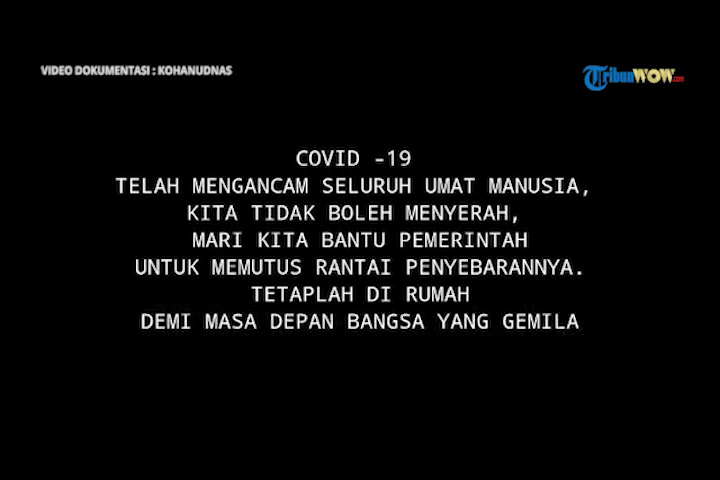 VIDEO DOKUMENTASI : KOHANUDNAS
TribunWOW.com
COVID -19
TELAH MENGANCAM SELURUH UMAT MANUSIA,
KITA TIDAK BOLEH MENYERAH,
MARI KITA BANTU PEMERINTAH
UNTUK MEMUTUS RANTAI PENYEBARANNYA.
TETAPLAH DI RUMAH
DEMI MASA DEPAN BANGSA YANG GEMILA